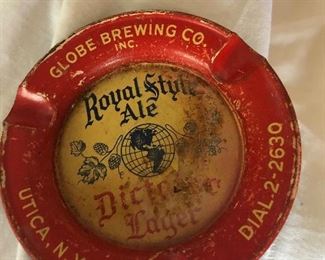 GLOBE BREWING CO.
INC.
Royal Style
Ale
Lager
UTICA, N.Y.
DIAL-2-2630